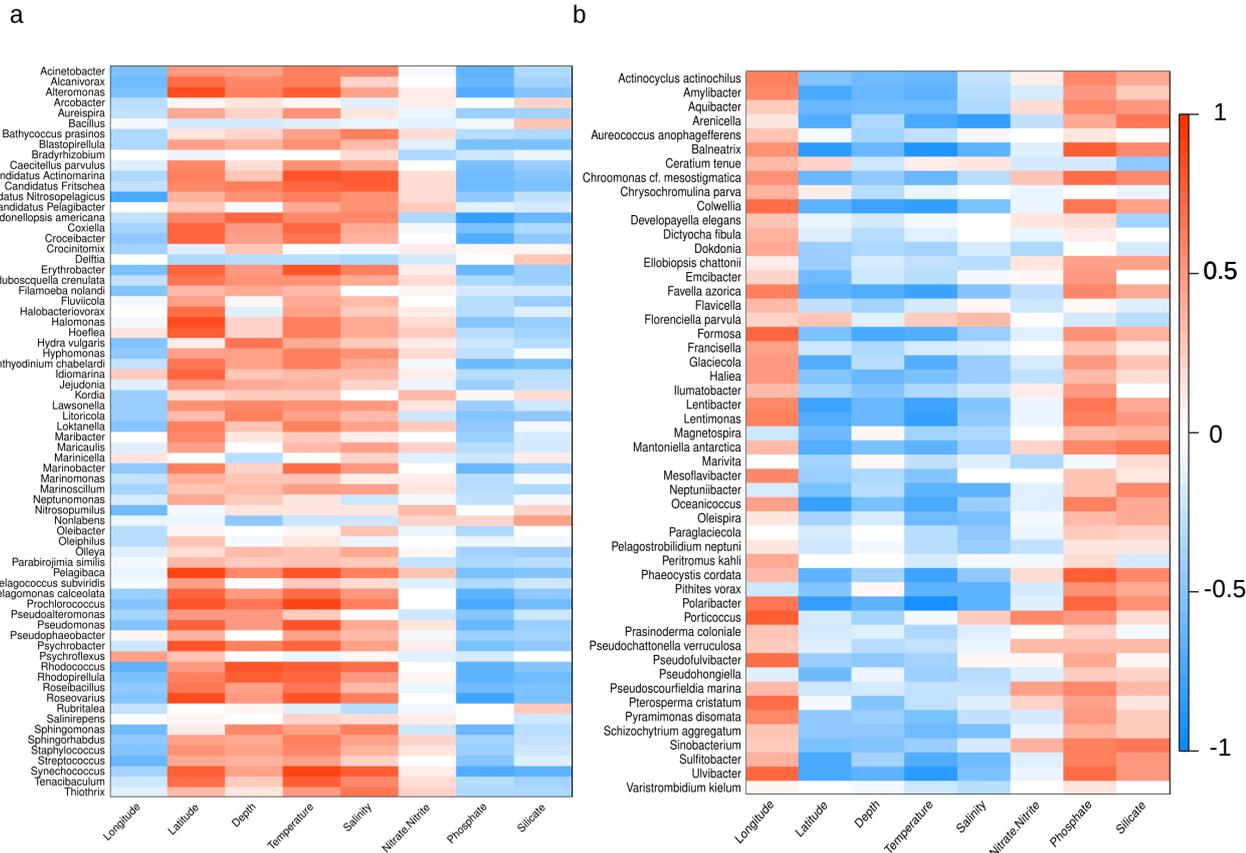 a
b
Acinetobacter
Alcanivorax
Alteromonas
Arcobacter
Aureispira
Bacillus
Bathycoccus prasinos
Blastopirellula
Bradyrhizobium
Caecitellus parvulus
ndidatus Actinomarina
Candidatus Fritschea
datus Nitrosopelagicus
andidatus Pelagibacter
donellopsis americana
Coxiella
Croceibacter
Crocinitomix
Delftia
Erythrobacter
duboscquella crenulata
Filamoeba nolandi
Fluviicola
Halobacteriovorax
Halomonas
Hoeflea
Hydra vulgaris
Hyphomonas
nthyodinium chabelardi
Idiomarina
Jejudonia
Kordia
Lawsonella
Litoricola
Loktanella
Maribacter
Maricaulis
Marinicella
Marinobacter
Marinomonas
Marinoscillum
Neptunomonas
Nitrosopumilus
Nonlabens
Oleibacter
Oleiphilus
Olleya
Parabirojimia similis
Pelagibaca
elagococcus subviridis
elagomonas calceolata
Prochlorococcus
Pseudoalteromonas
Pseudomonas
Pseudophaeobacter
Psychrobacter
Psychroflexus
Rhodococcus
Rhodopirellula
Roseibacillus
Roseovarius
Rubritalea
Salinirepens
Sphingomonas
Sphingorhabdus
Staphylococcus
Streptococcus
Synechococcus
Tenacibaculum
Thiothrix
Longitude
Latitude
Depth
Temperature
Salinity
Nitrate.Nitrite
Phosphate
Silicate
Actinocyclus actinochilus
Amylibacter
Aquibacter
Arenicella
Aureococcus anophagefferens
Balneatrix
Ceratium tenue
Chroomonas cf. mesostigmatica
Chrysochromulina parva
Colwellia
Developayella elegans
Dictyocha fibula
Dokdonia
Ellobiopsis chattonii
Emcibacter
Favella azorica
Flavicella
Florenciella parvula
Formosa
Francisella
Glaciecola
Haliea
Ilumatobacter
Lentibacter
Lentimonas
Magnetospira
Mantoniella antarctica
Marivita
Mesoflavibacter
Neptuniibacter
Oceanicoccus
Oleispira
Paraglaciecola
Pelagostrobilidium neptuni
Peritromus kahli
Phaeocystis cordata
Pithites vorax
Polaribacter
Porticoccus
Prasinoderma coloniale
Pseudochattonella verruculosa
Pseudofulvibacter
Pseudohongiella
Pseudoscourfieldia marina
Pterosperma cristatum
Pyramimonas disomata
Schizochytrium aggregatum
Sinobacterium
Sulfitobacter
Ulvibacter
Varistrombidium kielum
Longitude
Latitude
Depth
Temperature
Salinity
Nitrate.Nitrite
Phosphate
Silicate
1
0.5
0
-0.5
-1